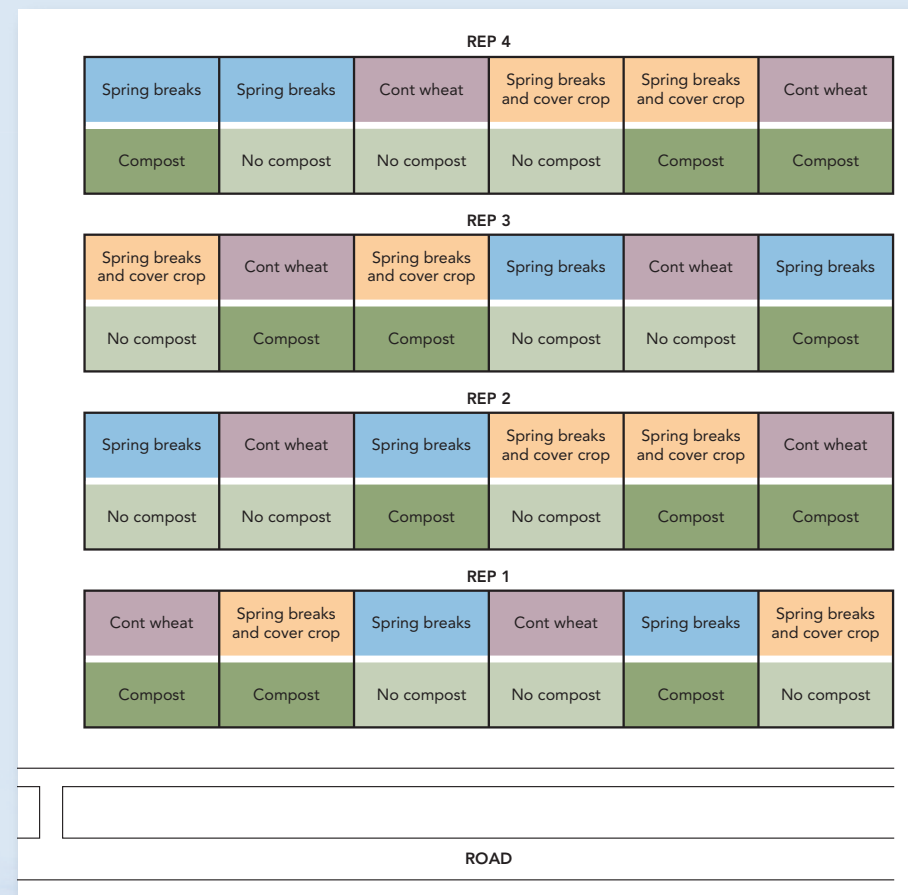 REP 4
Spring breaks
Spring breaks
Cont wheat
Spring breaks
and cover crop
Spring breaks
and cover crop
Cont wheat
Compost
No compost
No compost
No compost
Compost
Compost
REP 3
Spring breaks
and cover crop
Cont wheat
Spring breaks
and cover crop
Spring breaks
Cont wheat
Spring breaks
No compost
Compost
Compost
No compost
No compost
Compost
REP 2
Spring breaks
Cont wheat
Spring breaks
Spring breaks
and cover crop
Spring breaks
and cover crop
Cont wheat
No compost
No compost
Compost
No compost
Compost
Compost
REP 1
Cont wheat
Spring breaks
and cover crop
Spring breaks
Cont wheat
Spring breaks
Spring breaks
and cover crop
Compost
Compost
No compost
No compost
Compost
No compost
ROAD